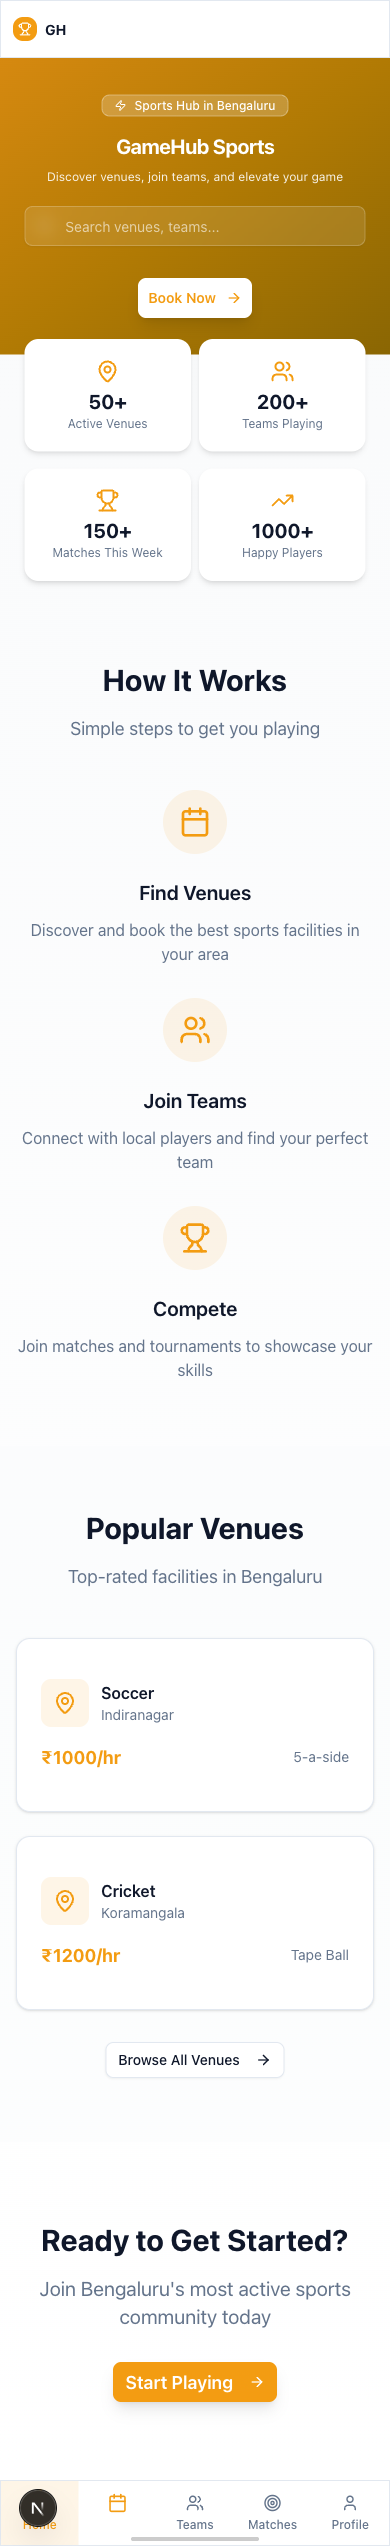 GH
Sports Hub in Bengaluru
GameHub Sports
Discover venues, join teams, and elevate your game
Search venues, teams...
Book Now
50+
Active Venues
200+
Teams Playing
150+
Matches This Week
1000+
Happy Players
How It Works
Simple steps to get you playing
Find Venues
Discover and book the best sports facilities in
your area
Join Teams
Connect with local players and find your perfect
team
Compete
Join matches and tournaments to showcase your
skills
Popular Venues
Top-rated facilities in Bengaluru
Soccer
Indiranagar
₹1000/hr
5-a-side
Cricket
Koramangala
₹1200/hr
Tape Ball
Browse All Venues
Ready to Get Started?
Join Bengaluru's most active sports
community today
Start Playing
N
Home
Teams
Matches
Profile